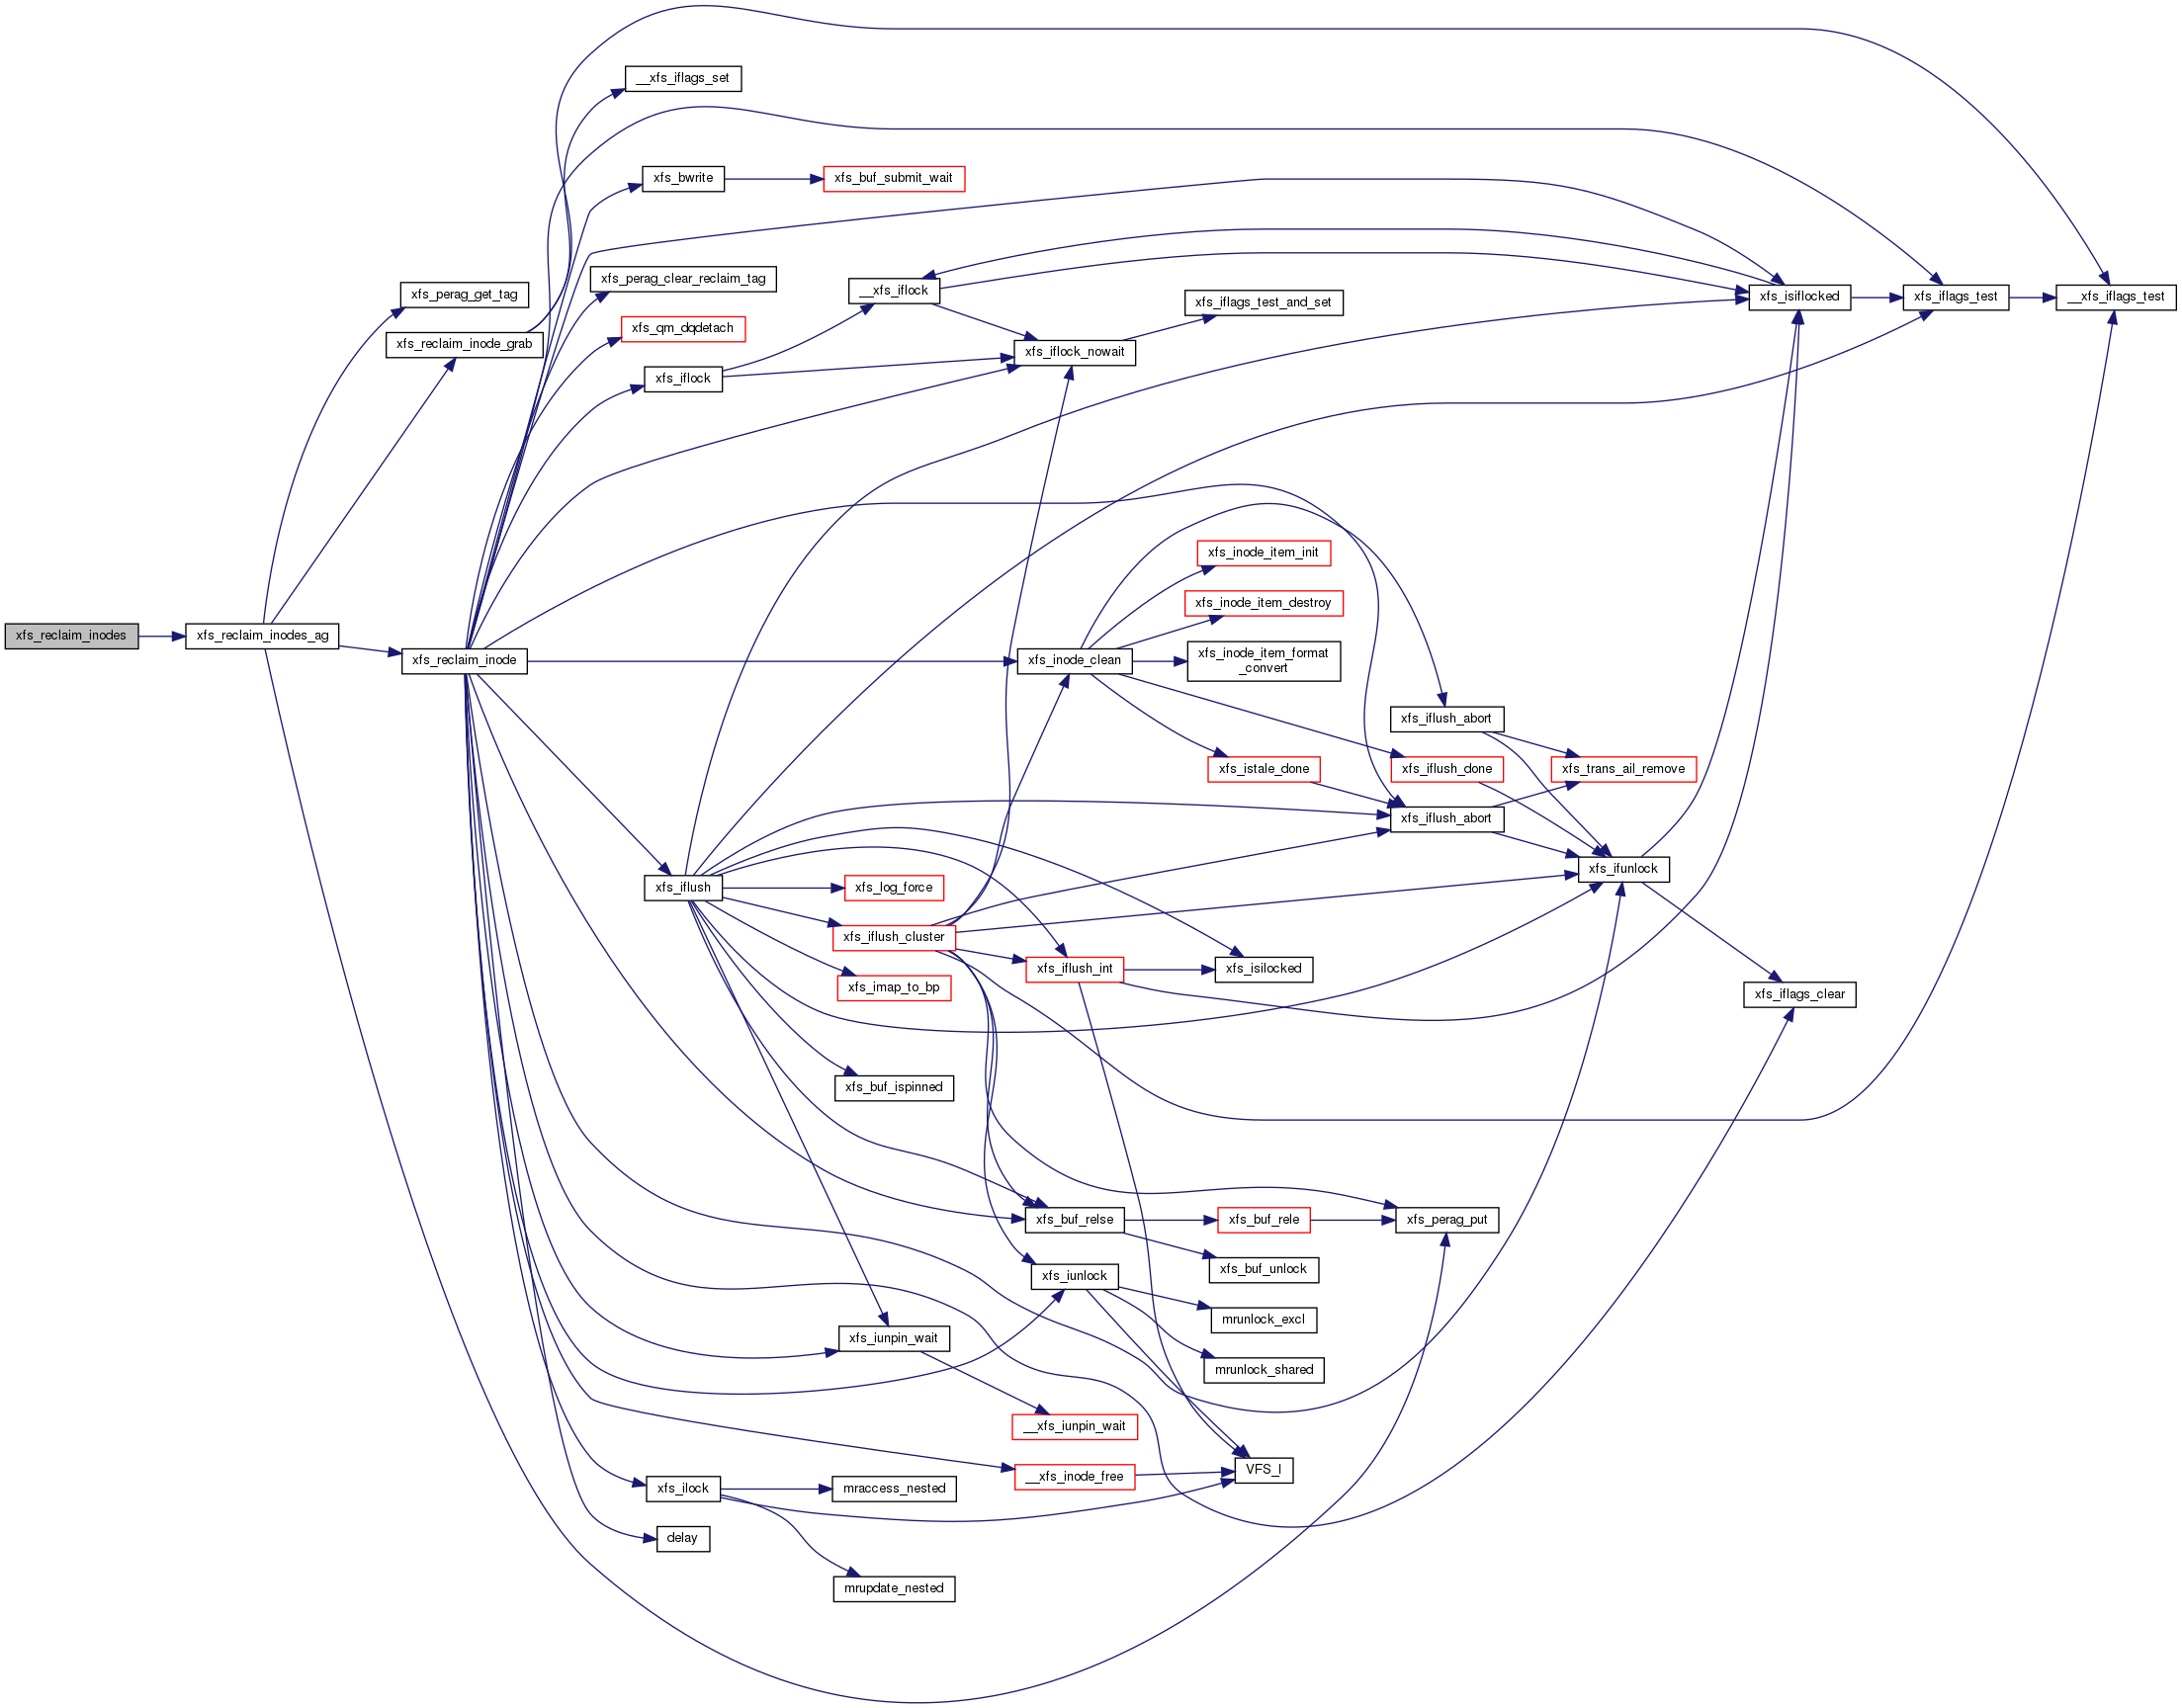 __xfs_iflags_set
xfs_bwrite
xfs_buf_submit_wait
xfs_perag_get_tag
xfs_perag_clear_reclaim_tag
__xfs_iflock
xfs_iflags_test_and_set
xfs_isiflocked
xfs_iflags_test
__xfs_iflags_test
xfs_reclaim_inode_grab
xfs_qm_dqdetach
xfs_iflock
xfs_iflock_nowait
xfs_inode_item_init
xfs_inode_item_destroy
xfs_reclaim_inodes
xfs_reclaim_inodes_ag
xfs_reclaim_inode
xfs_inode_clean
xfs_inode_item_format
_convert
xfs_iflush_abort
xfs_istale_done
xfs_iflush_done
xfs_trans_ail_remove
xfs_iflush_abort
xfs_ifunlock
xfs_iflush
xfs_log_force
xfs_iflush_cluster
xfs_iflush_int
xfs_isilocked
xfs_imap_to_bp
xfs_iflags_clear
xfs_buf_ispinned
xfs_buf_relse
xfs_buf_rele
xfs_perag_put
xfs_buf_unlock
xfs_iunlock
mrunlock_excl
xfs_iunpin_wait
mrunlock_shared
__xfs_iunpin_wait
__xfs_inode_free
VFS_I
xfs_ilock
mraccess_nested
delay
mrupdate_nested